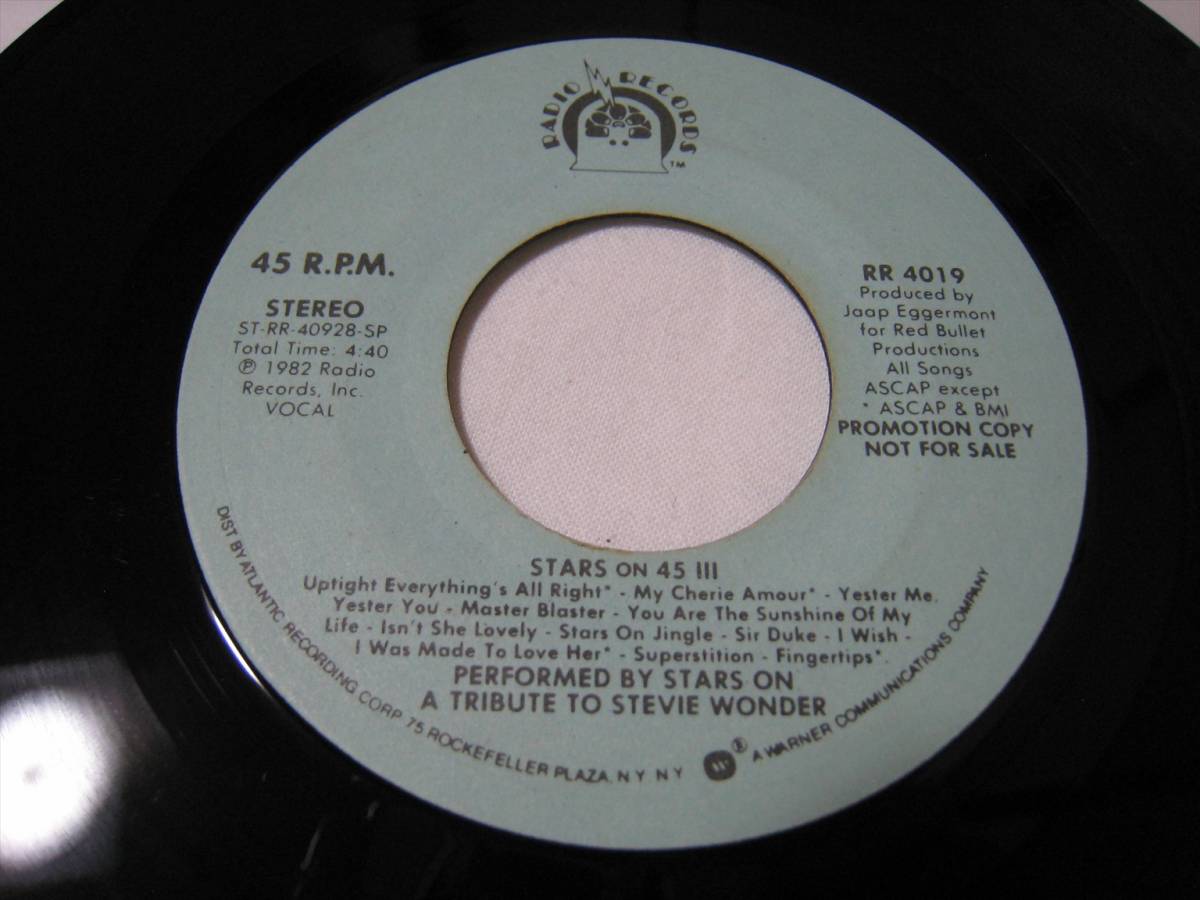 RADIO RECORDS TM
45 R.P.M.
STEREO
ST-RR-40928-SP
Total Time: 4:40
℗ 1982 Radio
Records, Inc.
VOCAL
RR 4019
Produced by
Jaap Eggermont
for Red Bullet
Productions
All Songs
ASCAP except
* ASCAP & BMI
PROMOTION COPY
NOT FOR SALE
STARS ON 45 III
Uptight Everything's All Right* - My Cherie Amour* - Yester Me.
Yester You - Master Blaster - You Are The Sunshine Of My
Life - Isn't She Lovely - Stars On Jingle - Sir Duke - I Wish -
I Was Made To Love Her* - Superstition - Fingertips*.
PERFORMED BY STARS ON
A TRIBUTE TO STEVIE WONDER
DIST BY ATLANTIC RECORDING CORP. 75 ROCKEFELLER PLAZA, N Y N Y ® A WARNER COMMUNICATIONS COMPANY